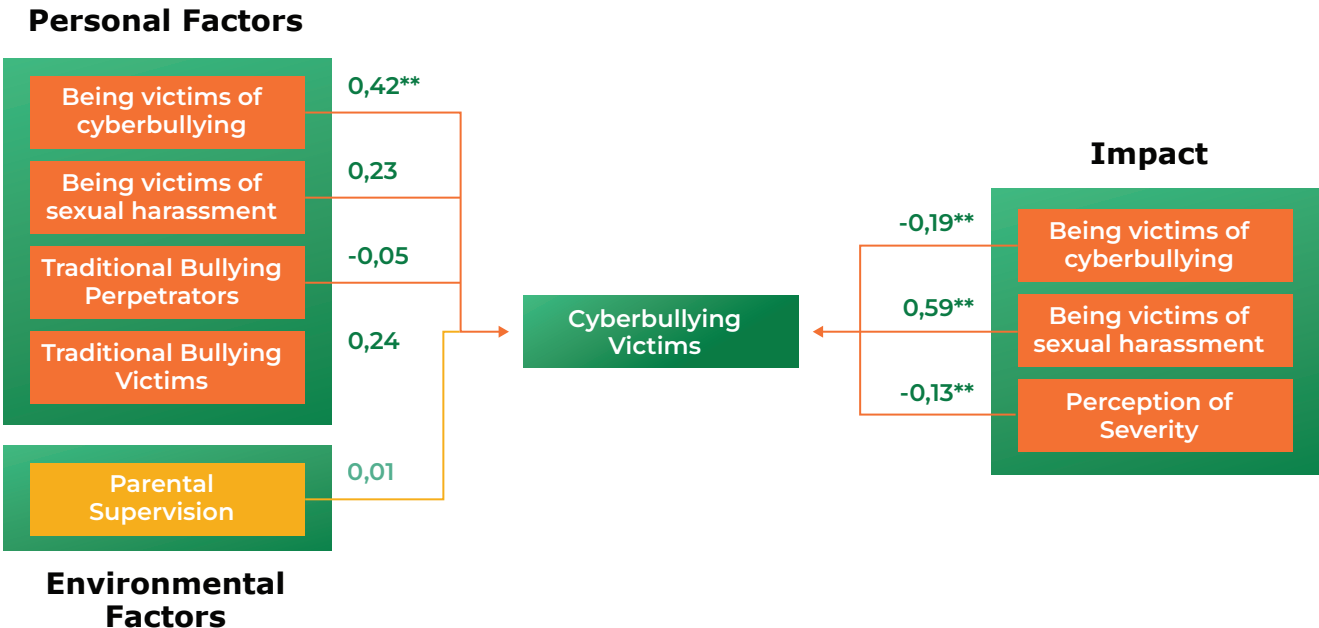 Personal Factors
Being victims of
cyberbullying
0,42**
Being victims of
sexual harassment
0,23
Traditional Bullying
Perpetrators
-0,05
Traditional Bullying
Victims
0,24
Parental
Supervision
0,01
Environmental
Factors
Cyberbullying
Victims
Impact
-0,19**
Being victims of
cyberbullying
0,59**
Being victims of
sexual harassment
-0,13**
Perception of
Severity